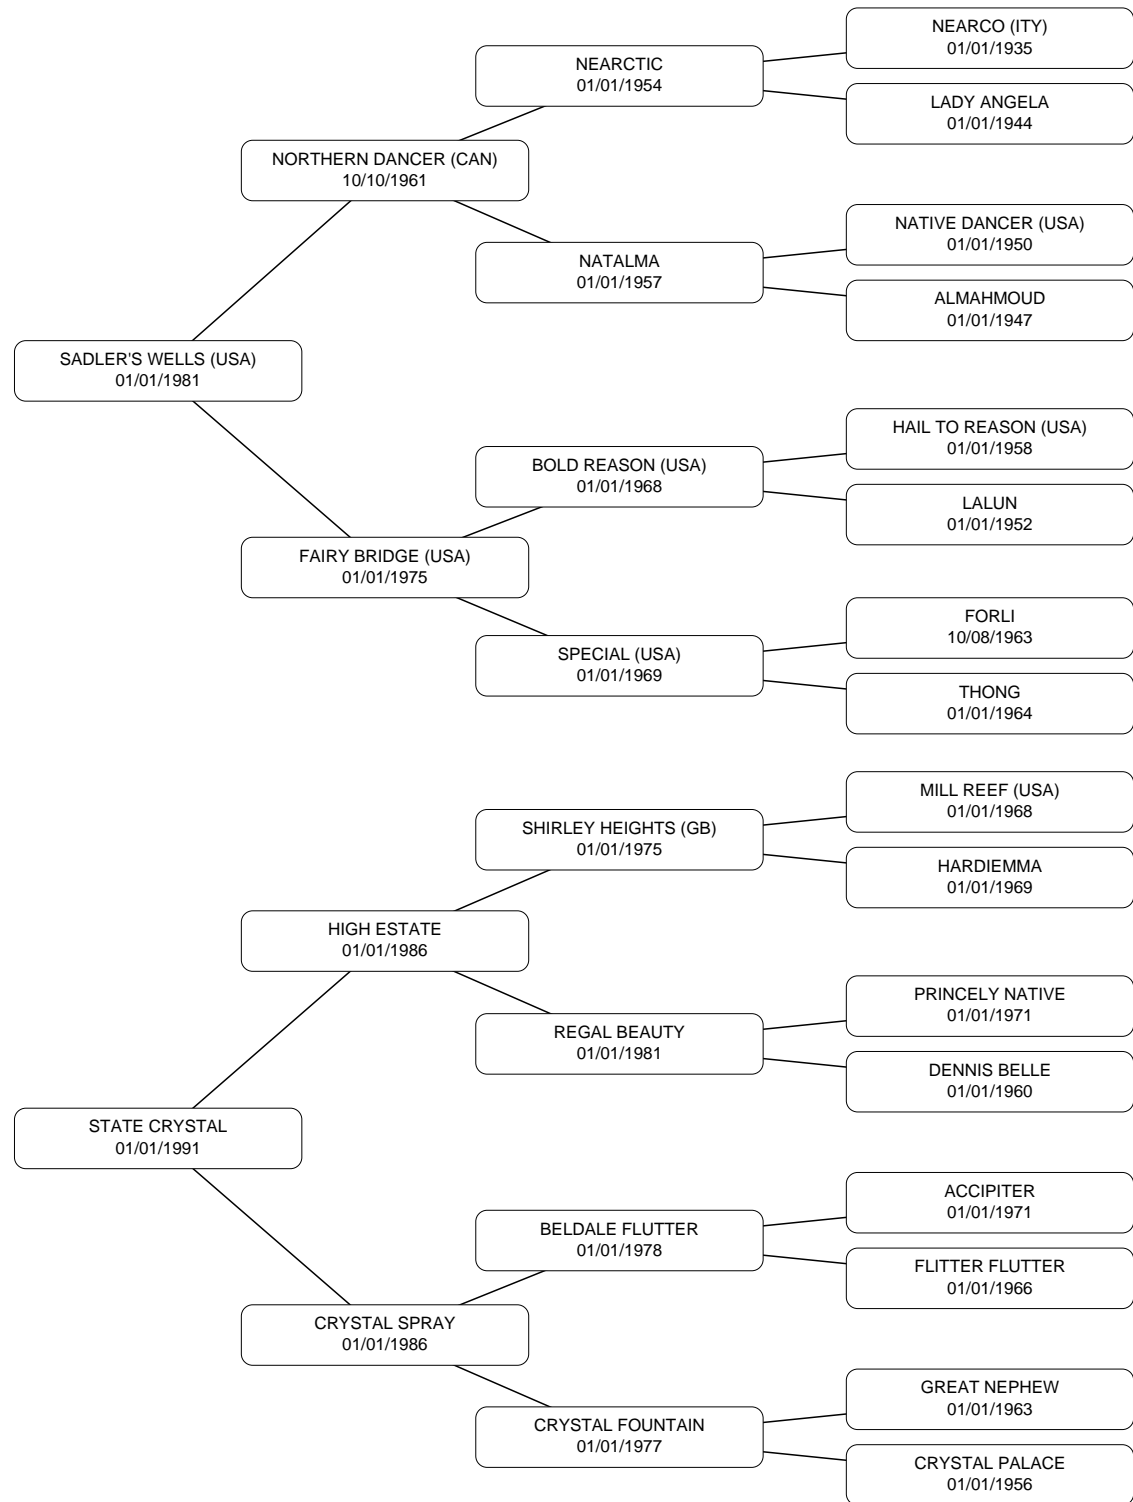 NEARCO (ITY)
01/01/1935
NEARCTIC
01/01/1954
LADY ANGELA
01/01/1944
NORTHERN DANCER (CAN)
10/10/1961
NATIVE DANCER (USA)
01/01/1950
NATALMA
01/01/1957
ALMAHMOUD
01/01/1947
SADLER'S WELLS (USA)
01/01/1981
HAIL TO REASON (USA)
01/01/1958
BOLD REASON (USA)
01/01/1968
LALUN
01/01/1952
FAIRY BRIDGE (USA)
01/01/1975
FORLI
10/08/1963
SPECIAL (USA)
01/01/1969
THONG
01/01/1964
MILL REEF (USA)
01/01/1968
SHIRLEY HEIGHTS (GB)
01/01/1975
HARDIEMMA
01/01/1969
HIGH ESTATE
01/01/1986
PRINCELY NATIVE
01/01/1971
REGAL BEAUTY
01/01/1981
DENNIS BELLE
01/01/1960
STATE CRYSTAL
01/01/1991
ACCIPITER
01/01/1971
BELDALE FLUTTER
01/01/1978
FLITTER FLUTTER
01/01/1966
CRYSTAL SPRAY
01/01/1986
GREAT NEPHEW
01/01/1963
CRYSTAL FOUNTAIN
01/01/1977
CRYSTAL PALACE
01/01/1956